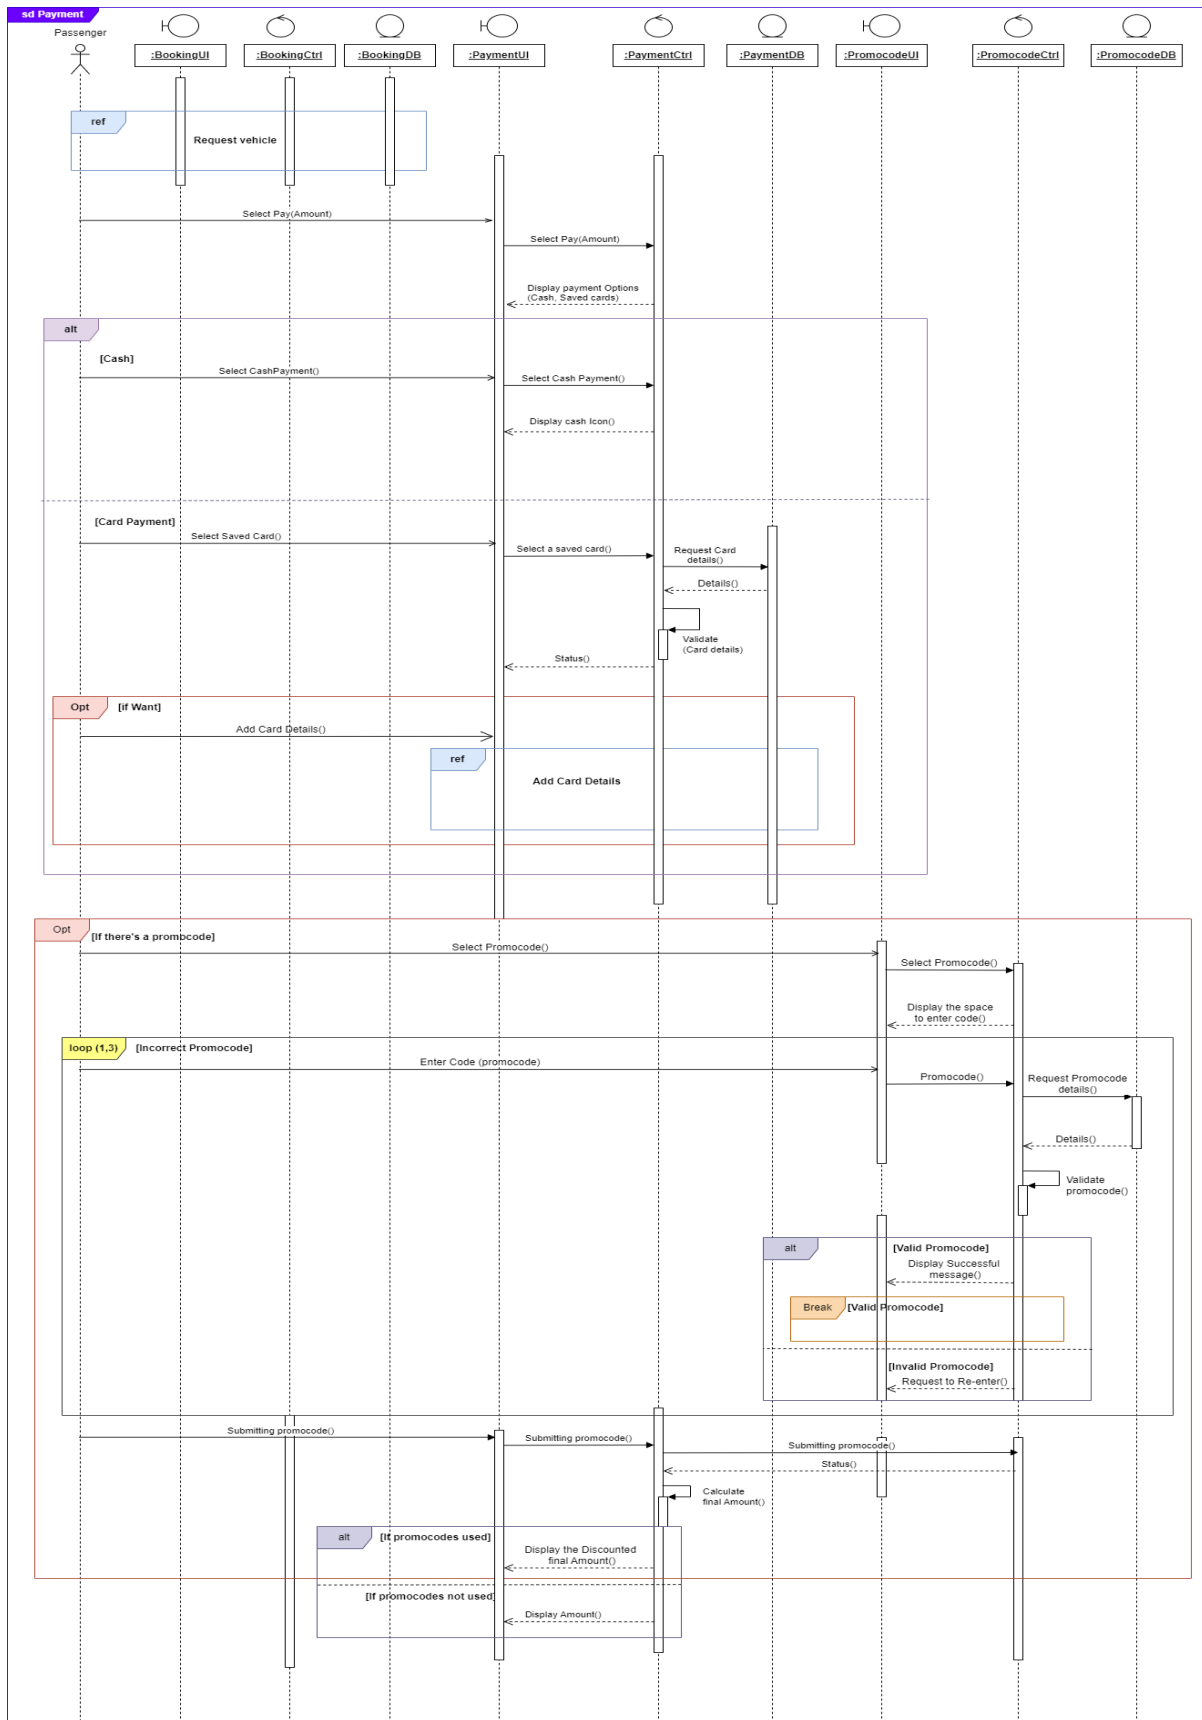 sd Payment
Passenger
:BookingUI
:BookingCtrl
:BookingDB
:PaymentUI
:PaymentCtrl
:PaymentDB
:PromocodeUI
:PromocodeCtrl
:PromocodeDB
ref
Request vehicle
Select Pay(Amount)
Select Pay(Amount)
Display payment Options
(Cash, Saved cards)
alt
[Cash]
Select CashPayment()
Select Cash Payment()
Display cash Icon()
[Card Payment]
Select Saved Card()
Select a saved card()
Request Card
details()
Details()
Validate
(Card details)
Status()
Opt
[if Want]
Add Card Details()
ref
Add Card Details
Opt
[If there's a promocode]
Select Promocode()
Select Promocode()
Display the space
to enter code()
loop (1,3)
[Incorrect Promocode]
Enter Code (promocode)
Promocode()
Request Promocode
details()
Details()
Validate
promocode()
alt
[Valid Promocode]
Display Successful
message()
Break
[Valid Promocode]
[Invalid Promocode]
Request to Re-enter()
Submitting promocode()
Submitting promocode()
Submitting promocode()
Status()
Calculate
final Amount()
alt
[If promocodes used]
Display the Discounted
final Amount()
[If promocodes not used]
Display Amount()